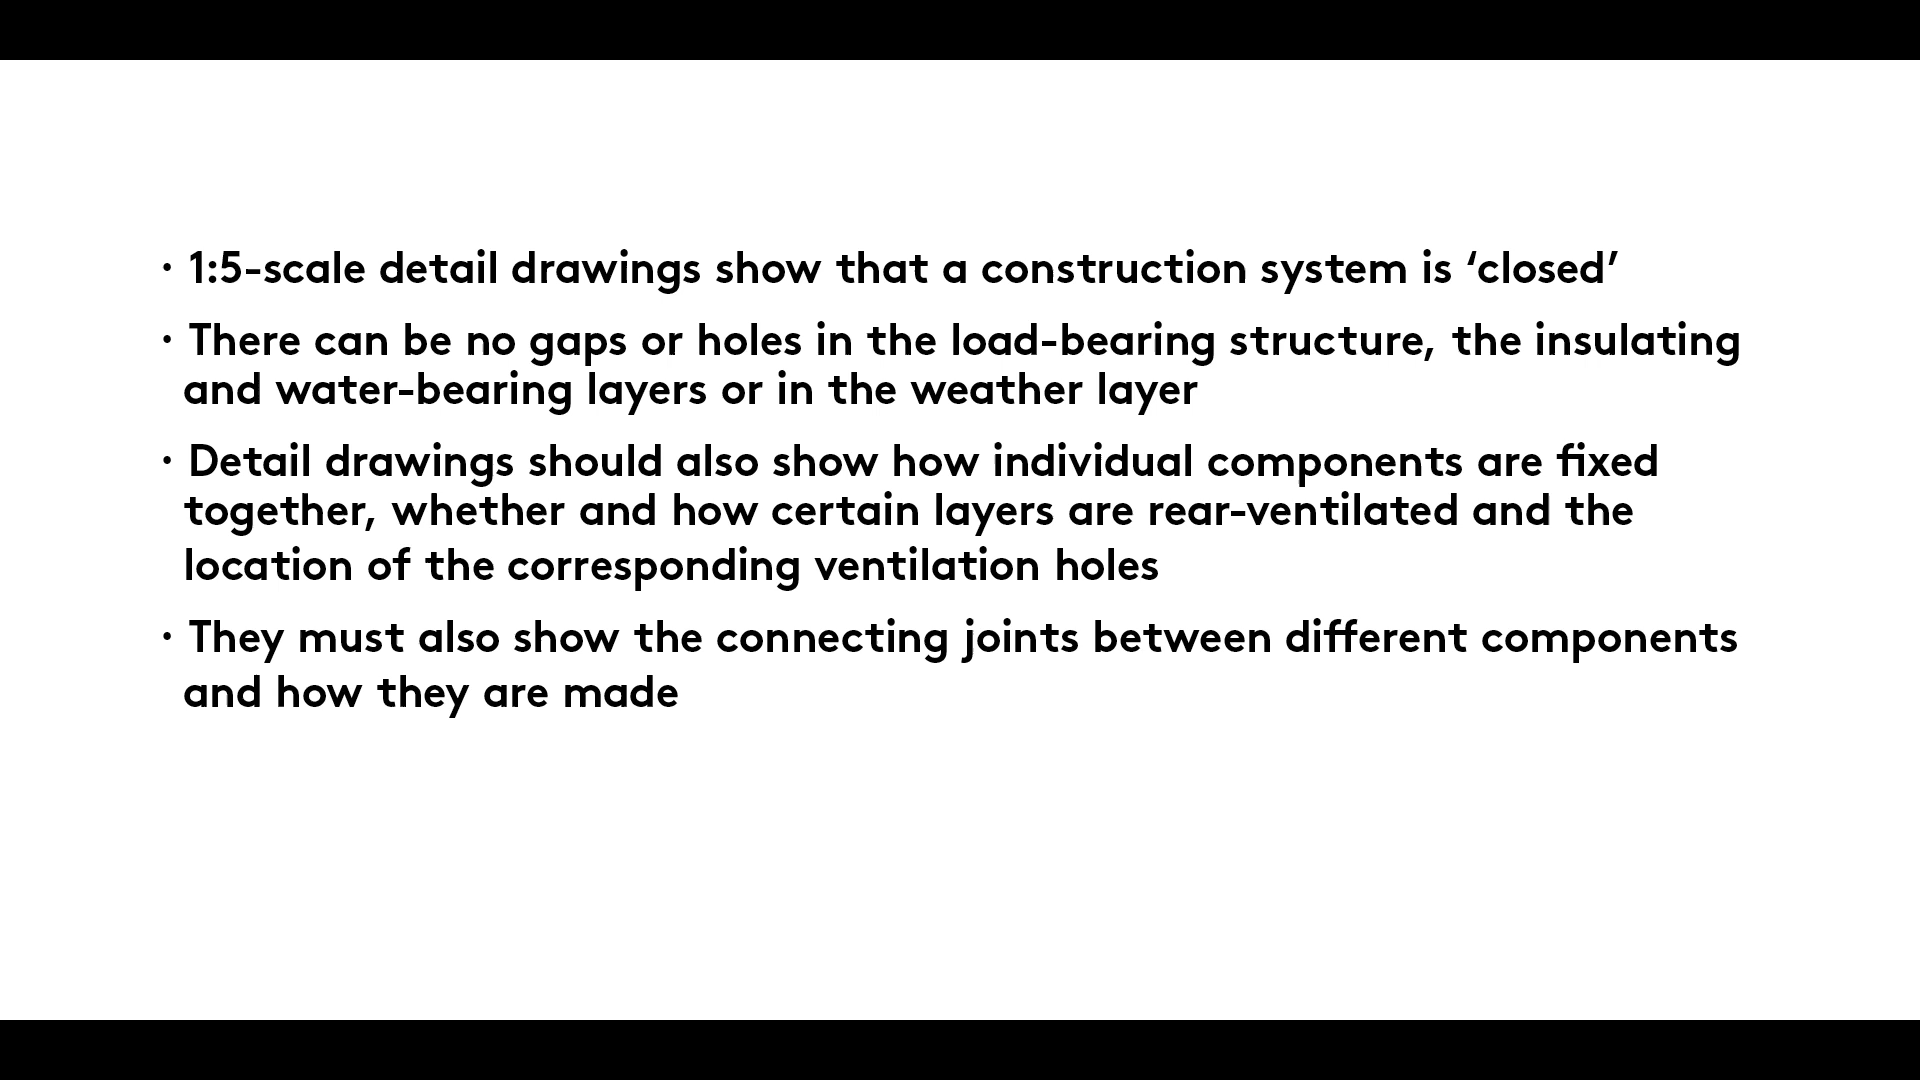 · 1:5-scale detail drawings show that a construction system is ‘closed’
· There can be no gaps or holes in the load-bearing structure, the insulating
and water-bearing layers or in the weather layer
· Detail drawings should also show how individual components are fixed
together, whether and how certain layers are rear-ventilated and the
location of the corresponding ventilation holes
· They must also show the connecting joints between different components
and how they are made